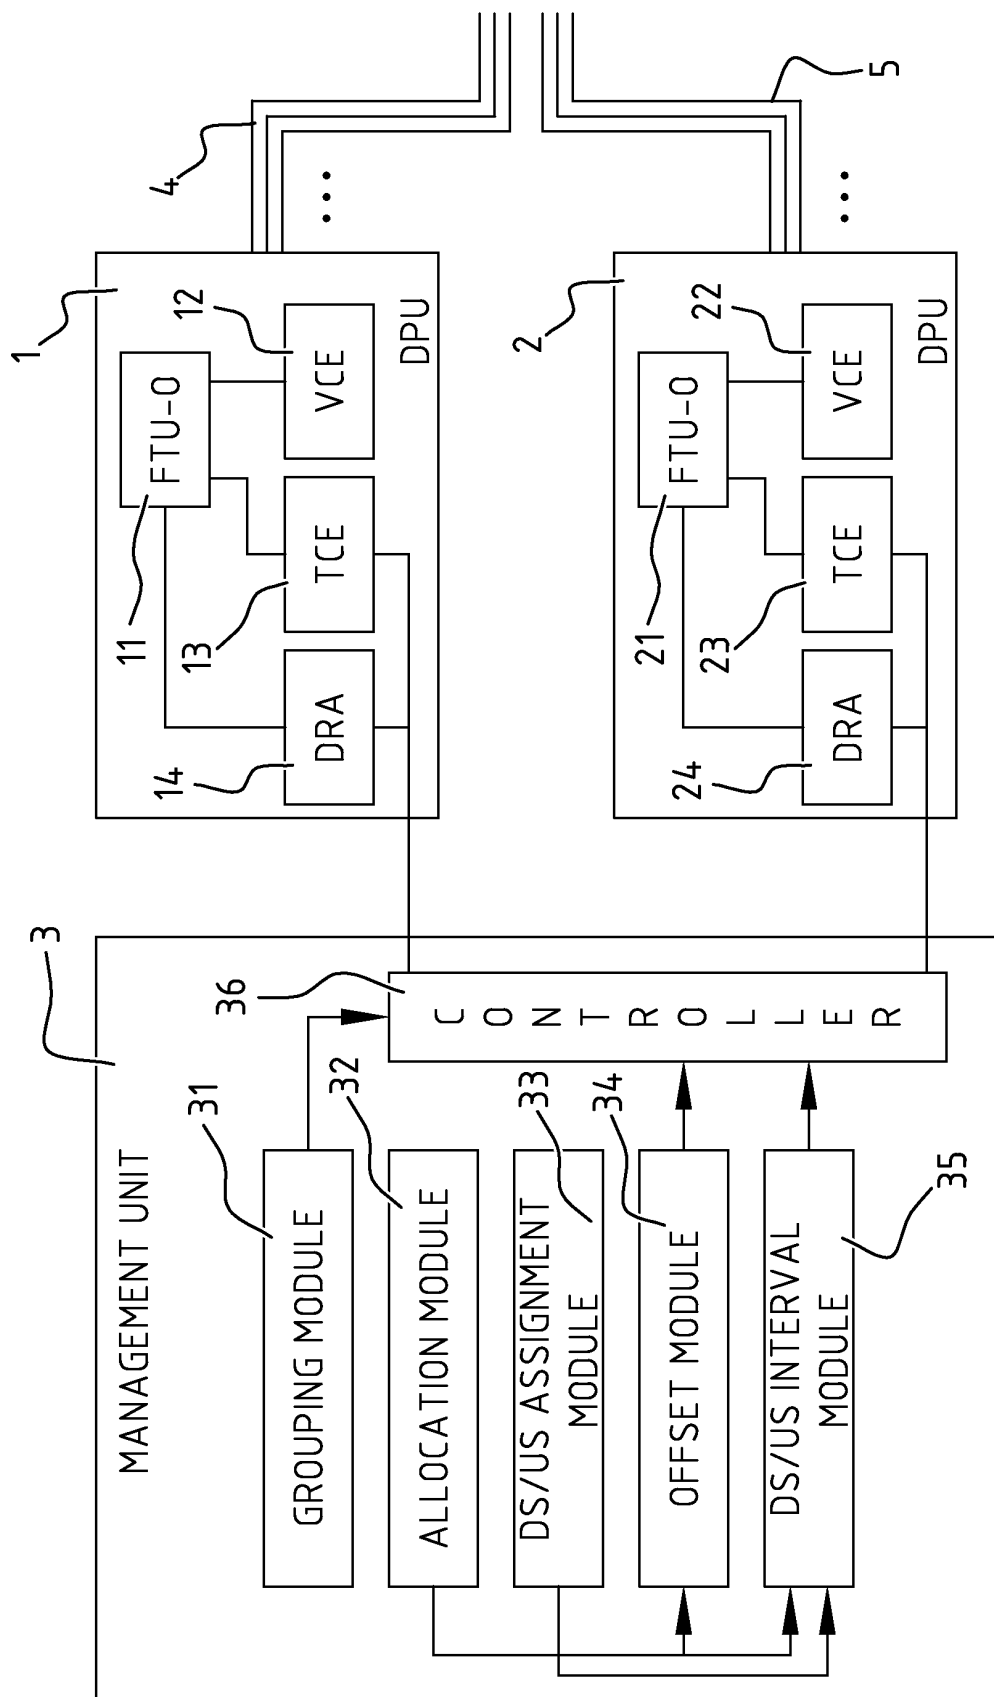 3
MANAGEMENT UNIT
31
GROUPING MODULE
32
ALLOCATION MODULE
33
DS/US ASSIGNMENT
MODULE
34
OFFSET MODULE
35
DS/US INTERVAL
MODULE
36
CONTROLLER
1
11
FTU-O
12
VCE
13
TCE
14
DRA
DPU
4
...
2
21
FTU-O
22
VCE
23
TCE
24
DRA
DPU
5
...